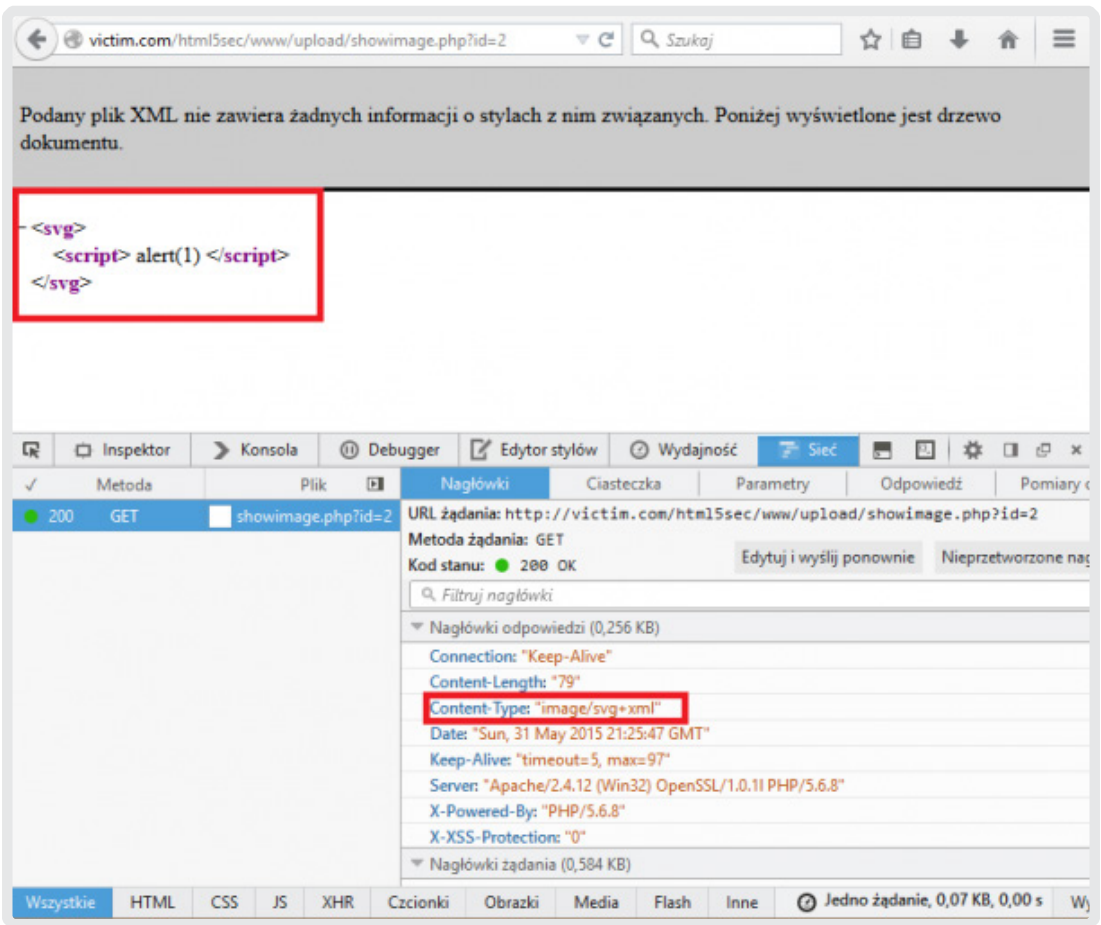 victim.com/html5sec/www/upload/showimage.php?id=2
Szukaj
Podany plik XML nie zawiera żadnych informacji o stylach z nim związanych. Poniżej wyświetlone jest drzewo
dokumentu.
- <svg>
<script> alert(1) </script>
</svg>
Inspektor Konsola Debugger Edytor stylów Wydajność Sieć
✓ Metoda Plik Nagłówki Ciasteczka Parametry Odpowiedź Pomiary c
200 GET showimage.php?id=2
URL żądania: http://victim.com/html5sec/www/upload/showimage.php?id=2
Metoda żądania: GET
Kod stanu: 200 OK
Edytuj i wyślij ponownie Nieprzetworzone nag
Filtruj nagłówki
Nagłówki odpowiedzi (0,256 KB)
Connection: "Keep-Alive"
Content-Length: "79"
Content-Type: "image/svg+xml"
Date: "Sun, 31 May 2015 21:25:47 GMT"
Keep-Alive: "timeout=5, max=97"
Server: "Apache/2.4.12 (Win32) OpenSSL/1.0.1l PHP/5.6.8"
X-Powered-By: "PHP/5.6.8"
X-XSS-Protection: "0"
Nagłówki żądania (0,584 KB)
Wszystkie HTML CSS JS XHR Czcionki Obrazki Media Flash Inne Jedno żądanie, 0,07 KB, 0,00 s Wy